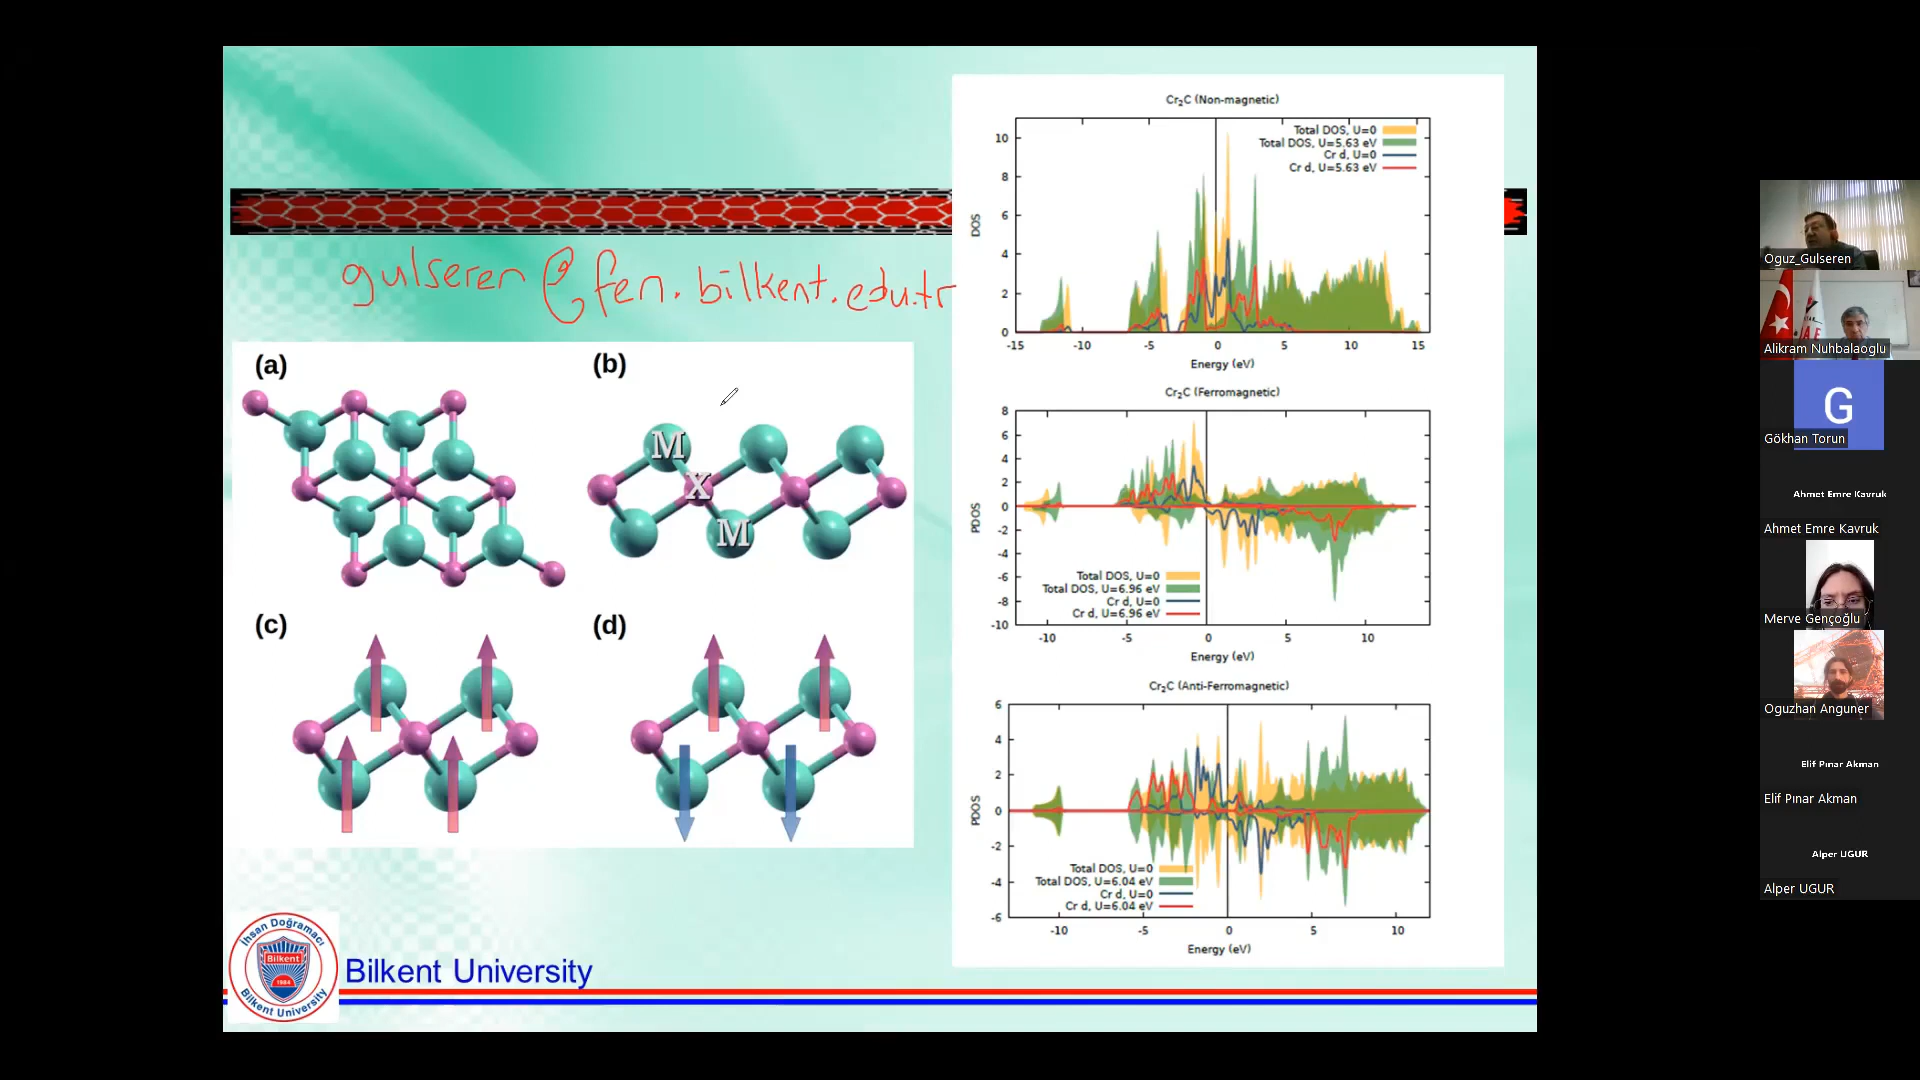 gulseren@fen.bilkent.edu.tr
(a)
(b)
M
X
M
(c)
(d)
Cr2C (Non-magnetic)
Total DOS, U=0
Total DOS, U=5.63 eV
Cr d, U=0
Cr d, U=5.63 eV
DOS
10
8
6
4
2
0
-15 -10 -5 0 5 10 15
Energy (eV)
Cr2C (Ferromagnetic)
PDOS
8
6
4
2
0
-2
-4
-6
-8
-10
Total DOS, U=0
Total DOS, U=6.96 eV
Cr d, U=0
Cr d, U=6.96 eV
-10 -5 0 5 10
Energy (eV)
Cr2C (Anti-Ferromagnetic)
PDOS
6
4
2
0
-2
-4
-6
Total DOS, U=0
Total DOS, U=6.04 eV
Cr d, U=0
Cr d, U=6.04 eV
-10 -5 0 5 10
Energy (eV)
İhsan Doğramacı
Bilkent
1984
Bilkent University
Bilkent University
Oguz_Gulseren
Alikram Nuhbalaoglu
G
Gökhan Torun
Ahmet Emre Kavruk
Ahmet Emre Kavruk
Merve Gençoğlu
Oguzhan Anguner
Elif Pınar Akman
Elif Pınar Akman
Alper UGUR
Alper UGUR